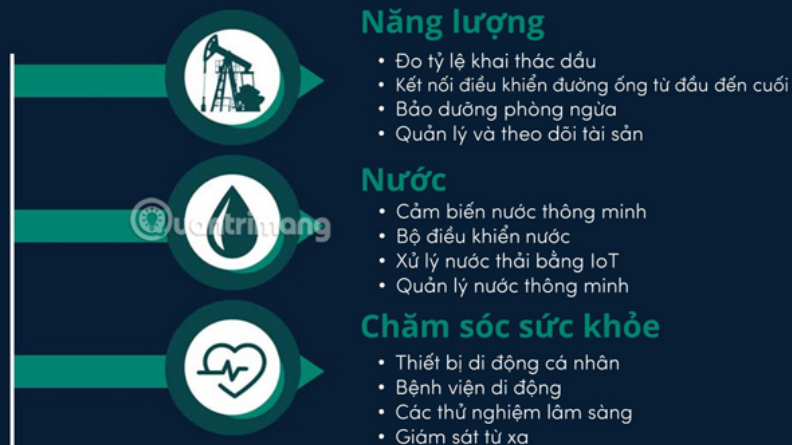 Năng lượng
• Đo tỷ lệ khai thác dầu
• Kết nối điều khiển đường ống từ đầu đến cuối
• Bảo dưỡng phòng ngừa
• Quản lý và theo dõi tài sản
Nước
• Cảm biến nước thông minh
• Bộ điều khiển nước
• Xử lý nước thải bằng IoT
• Quản lý nước thông minh
Quantrimang
Chăm sóc sức khỏe
• Thiết bị di động cá nhân
• Bệnh viện di động
• Các thử nghiệm lâm sàng
• Giám sát từ xa